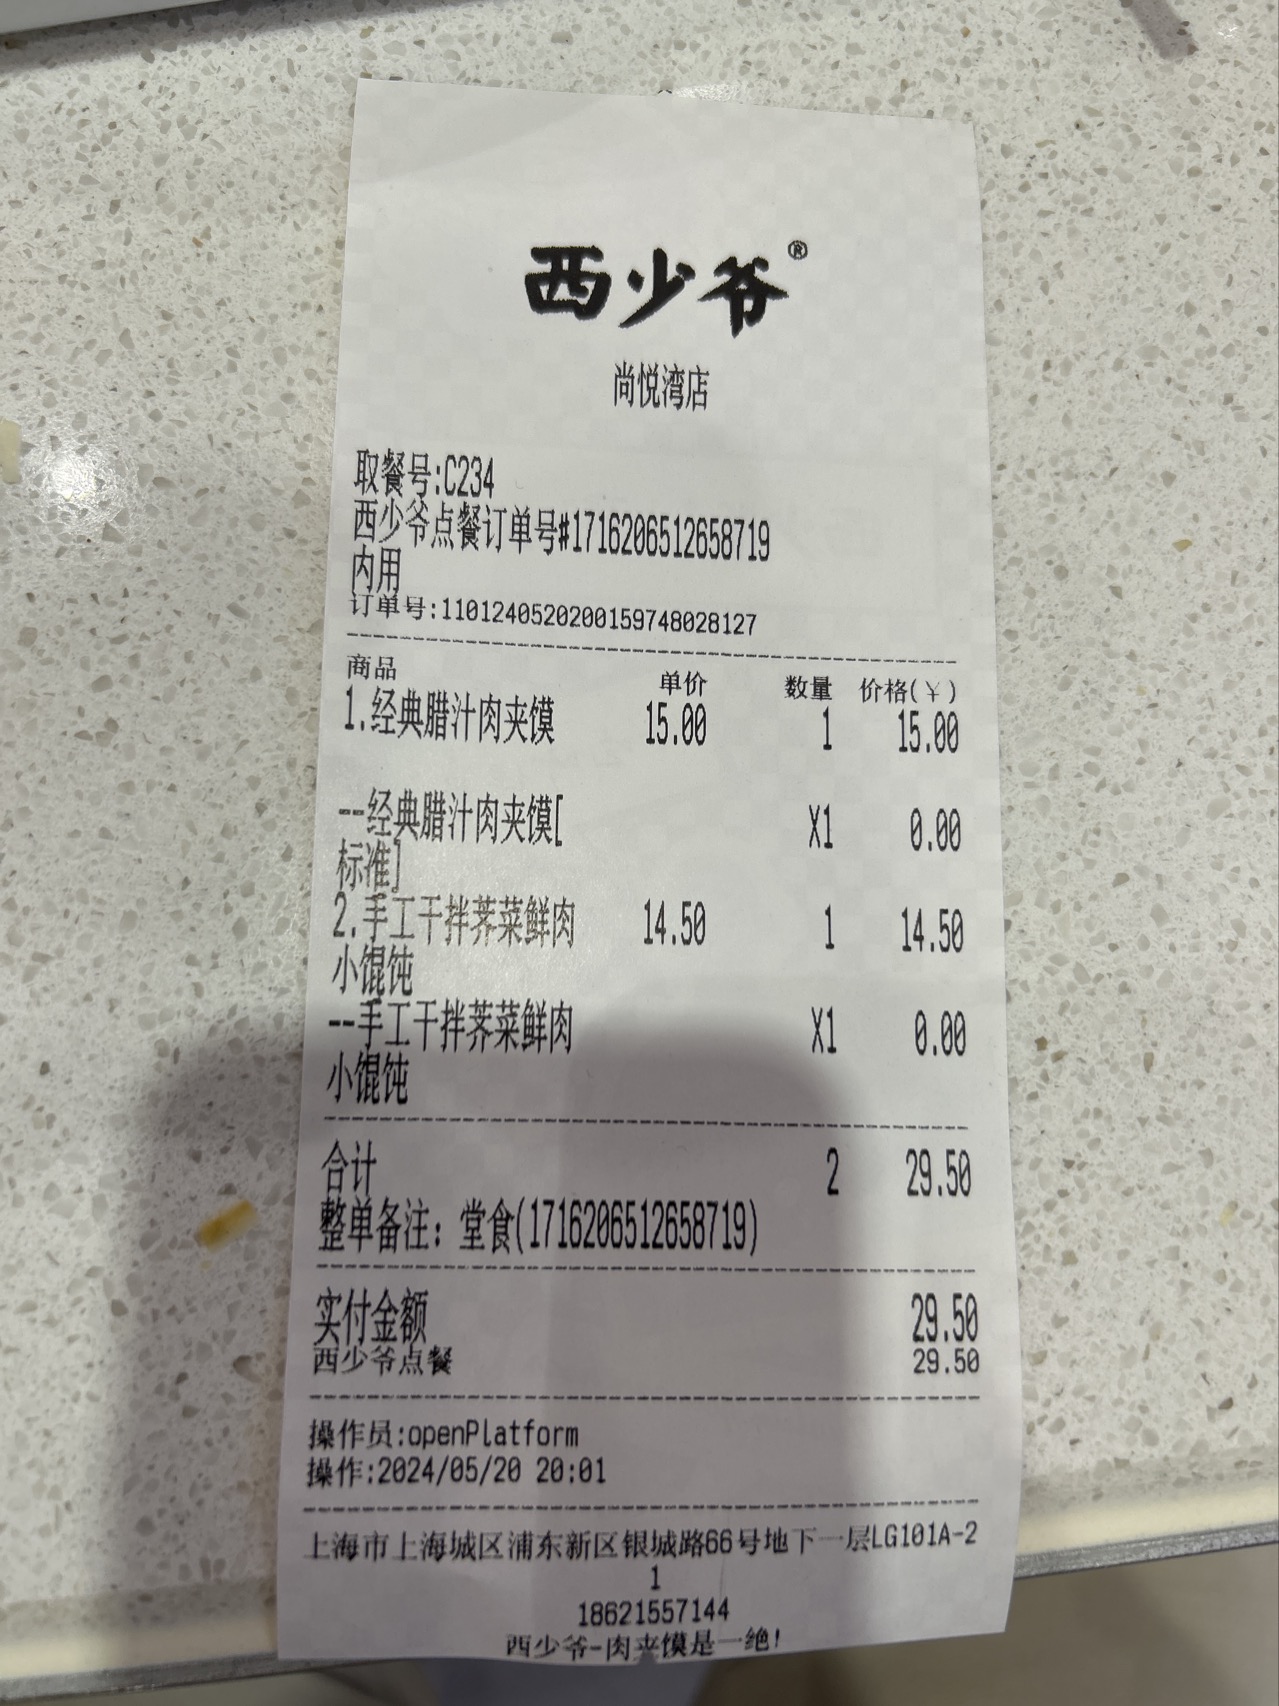 西少爷®
尚悦湾店
取餐号:C234
西少爷点餐订单号#1716206512658719
内用
订单号:1101240520200159748028127
商品 单价 数量 价格(¥)
1.经典腊汁肉夹馍 15.00 1 15.00
--经典腊汁肉夹馍[ X1 0.00
标准]
2.手工干拌荠菜鲜肉 14.50 1 14.50
小馄饨
--手工干拌荠菜鲜肉 X1 0.00
小馄饨
合计 2 29.50
整单备注：堂食(1716206512658719)
实付金额 29.50
西少爷点餐 29.50
操作员:openPlatform
操作:2024/05/20 20:01
上海市上海城区浦东新区银城路66号地下一层LG101A-2
1
18621557144
西少爷-肉夹馍是一绝!